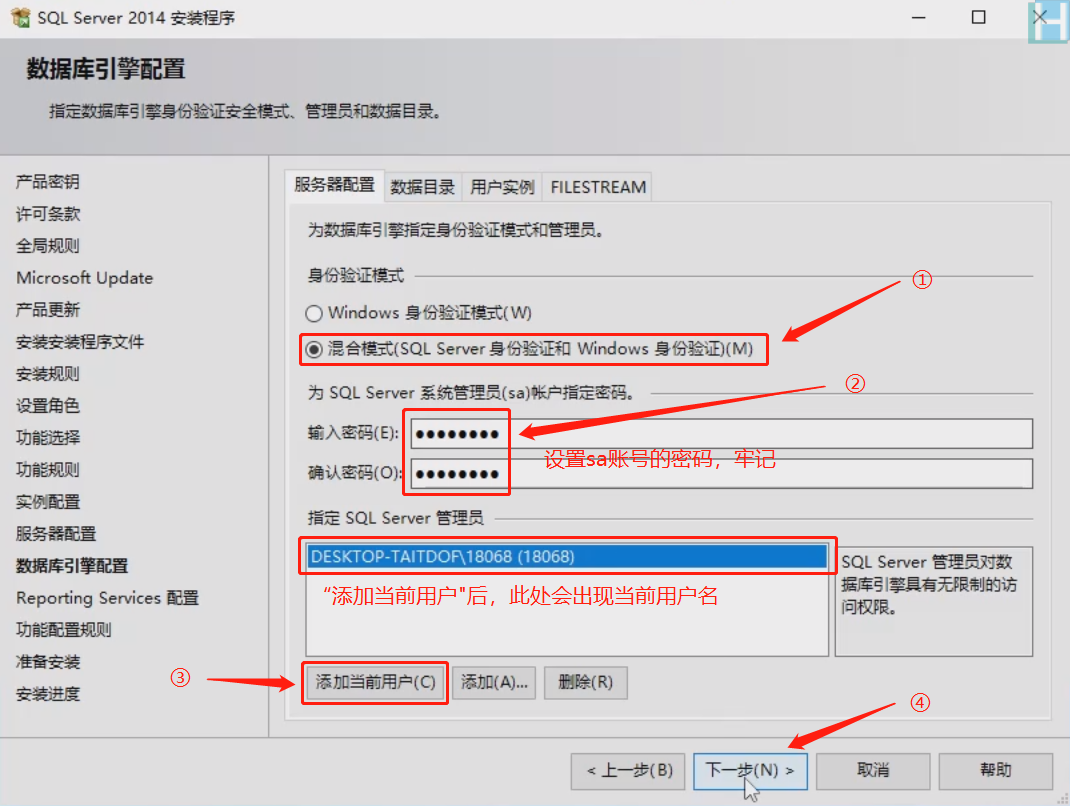 SQL Server 2014 安装程序
H
数据库引擎配置
指定数据库引擎身份验证安全模式、管理员和数据目录。
产品密钥
许可条款
全局规则
Microsoft Update
产品更新
安装安装程序文件
安装规则
设置角色
功能选择
功能规则
实例配置
服务器配置
数据库引擎配置
Reporting Services 配置
功能配置规则
准备安装
安装进度
服务器配置 数据目录 用户实例 FILESTREAM
为数据库引擎指定身份验证模式和管理员。
身份验证模式
①
Windows 身份验证模式(W)
混合模式(SQL Server 身份验证和 Windows 身份验证)(M)
②
为 SQL Server 系统管理员(sa)帐户指定密码。
输入密码(E): ●●●●●●●●
设置sa账号的密码，牢记
确认密码(O): ●●●●●●●●
指定 SQL Server 管理员
DESKTOP-TAITDOF\18068 (18068)
“添加当前用户"后，此处会出现当前用户名
SQL Server 管理员对数
据库引擎具有无限制的访
问权限。
③
添加当前用户(C) 添加(A)... 删除(R)
④
< 上一步(B) 下一步(N) > 取消 帮助